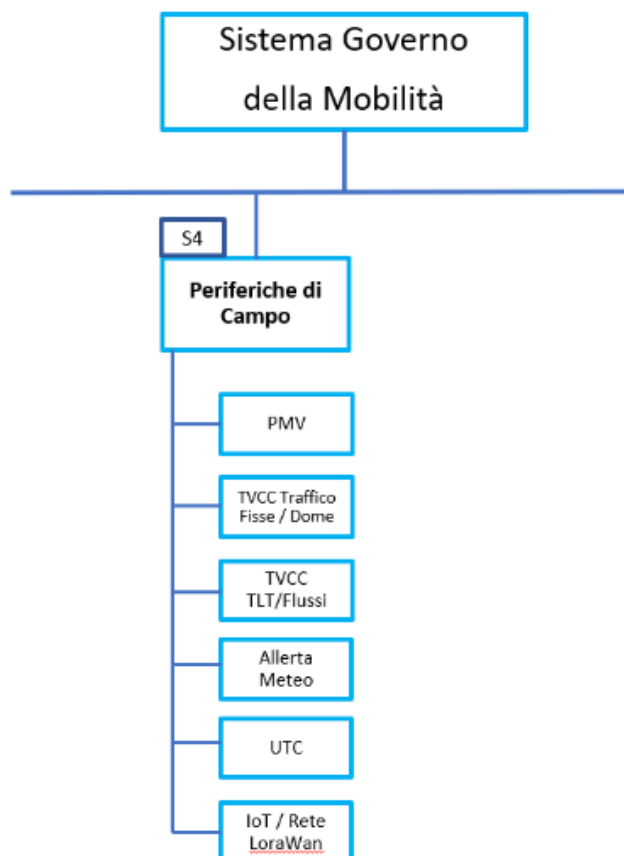 Sistema Governo
della Mobilità
S4
Periferiche di
Campo
PMV
TVCC Traffico
Fisse / Dome
TVCC
TLT/Flussi
Allerta
Meteo
UTC
IoT / Rete
LoraWan